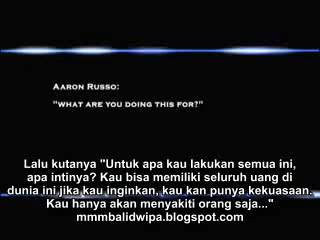 Aaron Russo:
"what are you doing this for?"
Lalu kutanya "Untuk apa kau lakukan semua ini,
apa intinya? Kau bisa memiliki seluruh uang di
dunia ini jika kau inginkan, kau kan punya kekuasaan.
Kau hanya akan menyakiti orang saja..."
mmmbalidwipa.blogspot.com